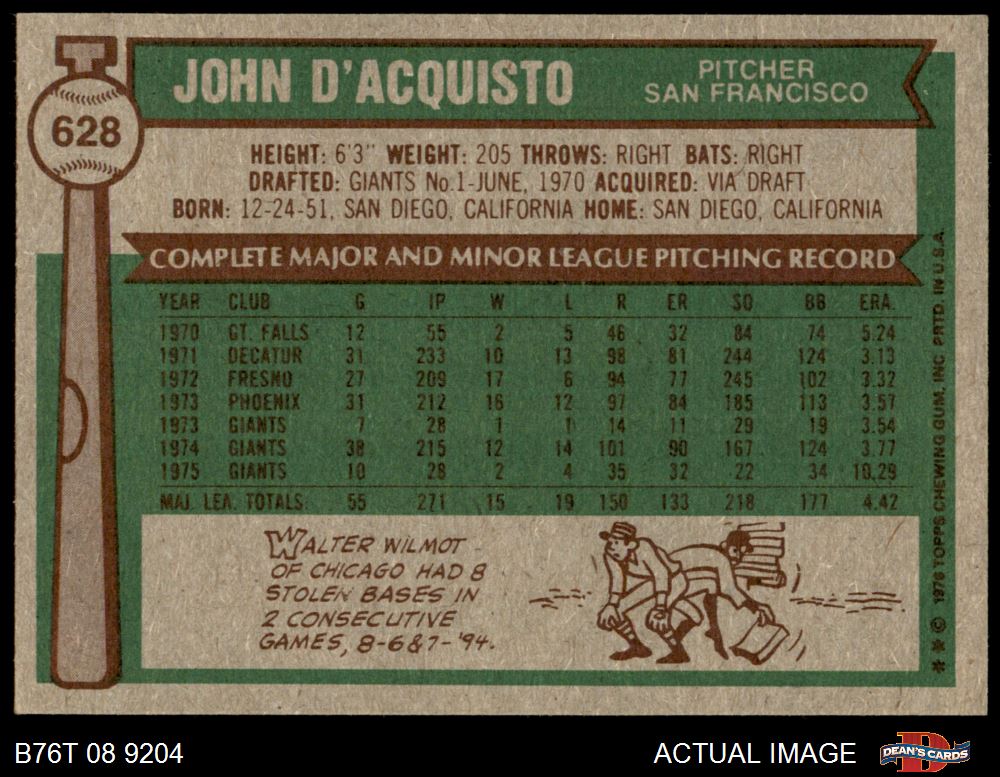 628
JOHN D'ACQUISTO
PITCHER
SAN FRANCISCO
HEIGHT: 6'3" WEIGHT: 205 THROWS: RIGHT BATS: RIGHT
DRAFTED: GIANTS No.1-JUNE, 1970 ACQUIRED: VIA DRAFT
BORN: 12-24-51, SAN DIEGO, CALIFORNIA HOME: SAN DIEGO, CALIFORNIA
COMPLETE MAJOR AND MINOR LEAGUE PITCHING RECORD
YEAR CLUB G IP W L R ER SO BB ERA.
1970 GT. FALLS 12 55 2 5 46 32 84 74 5.24
1971 DECATUR 31 233 10 13 98 81 244 124 3.13
1972 FRESNO 27 209 17 6 94 77 245 102 3.32
1973 PHOENIX 31 212 16 12 97 84 185 113 3.57
1973 GIANTS 7 28 1 1 14 11 29 19 3.54
1974 GIANTS 38 215 12 14 101 90 167 124 3.77
1975 GIANTS 10 28 2 4 35 32 22 34 10.29
MAJ. LEA. TOTALS: 55 271 15 19 150 133 218 177 4.42
WALTER WILMOT -
OF CHICAGO HAD 8
STOLEN BASES IN
2 CONSECUTIVE
GAMES, 8-6&7-'94.
** © 1976 TOPPS CHEWING GUM, INC PRTD. IN U.S.A.
B76T 08 9204
ACTUAL IMAGE
DEAN'S CARDS